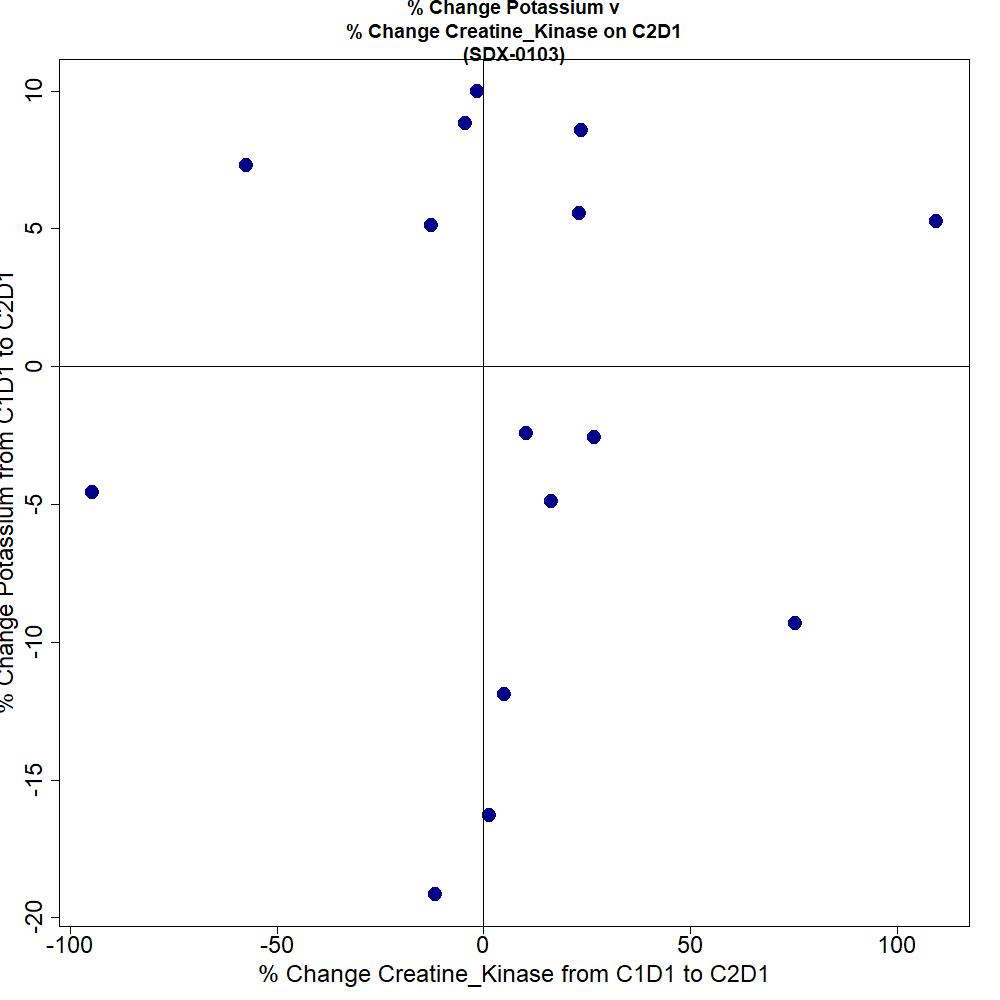 % Change Potassium v
% Change Creatine_Kinase on C2D1
(SDX-0103)
% Change Potassium from C1D1 to C2D1
10
5
0
-5
-10
-15
-20
-100
-50
0
50
100
% Change Creatine_Kinase from C1D1 to C2D1